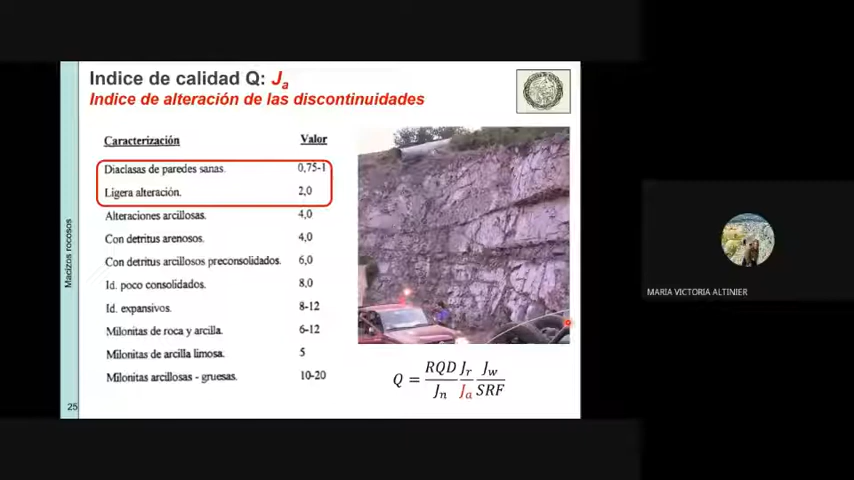 Indice de calidad Q: Ja
Indice de alteración de las discontinuidades
Caracterización Valor
Diaclasas de paredes sanas. 0,75-1
Ligera alteración. 2,0
Alteraciones arcillosas. 4,0
Con detritus arenosos. 4,0
Con detritus arcillosos preconsolidados. 6,0
Id. poco consolidados. 8,0
Id. expansivos. 8-12
Milonitas de roca y arcilla. 6-12
Milonitas de arcilla limosa. 5
Milonitas arcillosas - gruesas. 10-20
Q = RQD/Jn Jr/Ja Jw/SRF
Macizos rocosos
25
MARIA VICTORIA ALTINIER